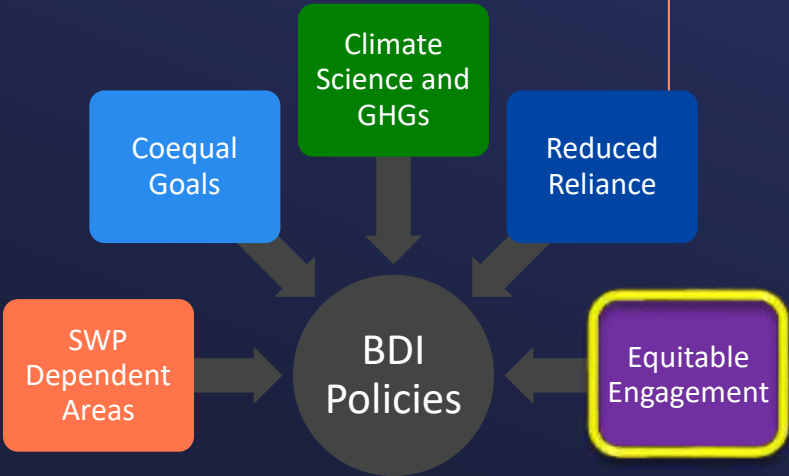 Climate
Science and
GHGs
Coequal
Goals
Reduced
Reliance
SWP
Dependent
Areas
BDI
Policies
Equitable
Engagement